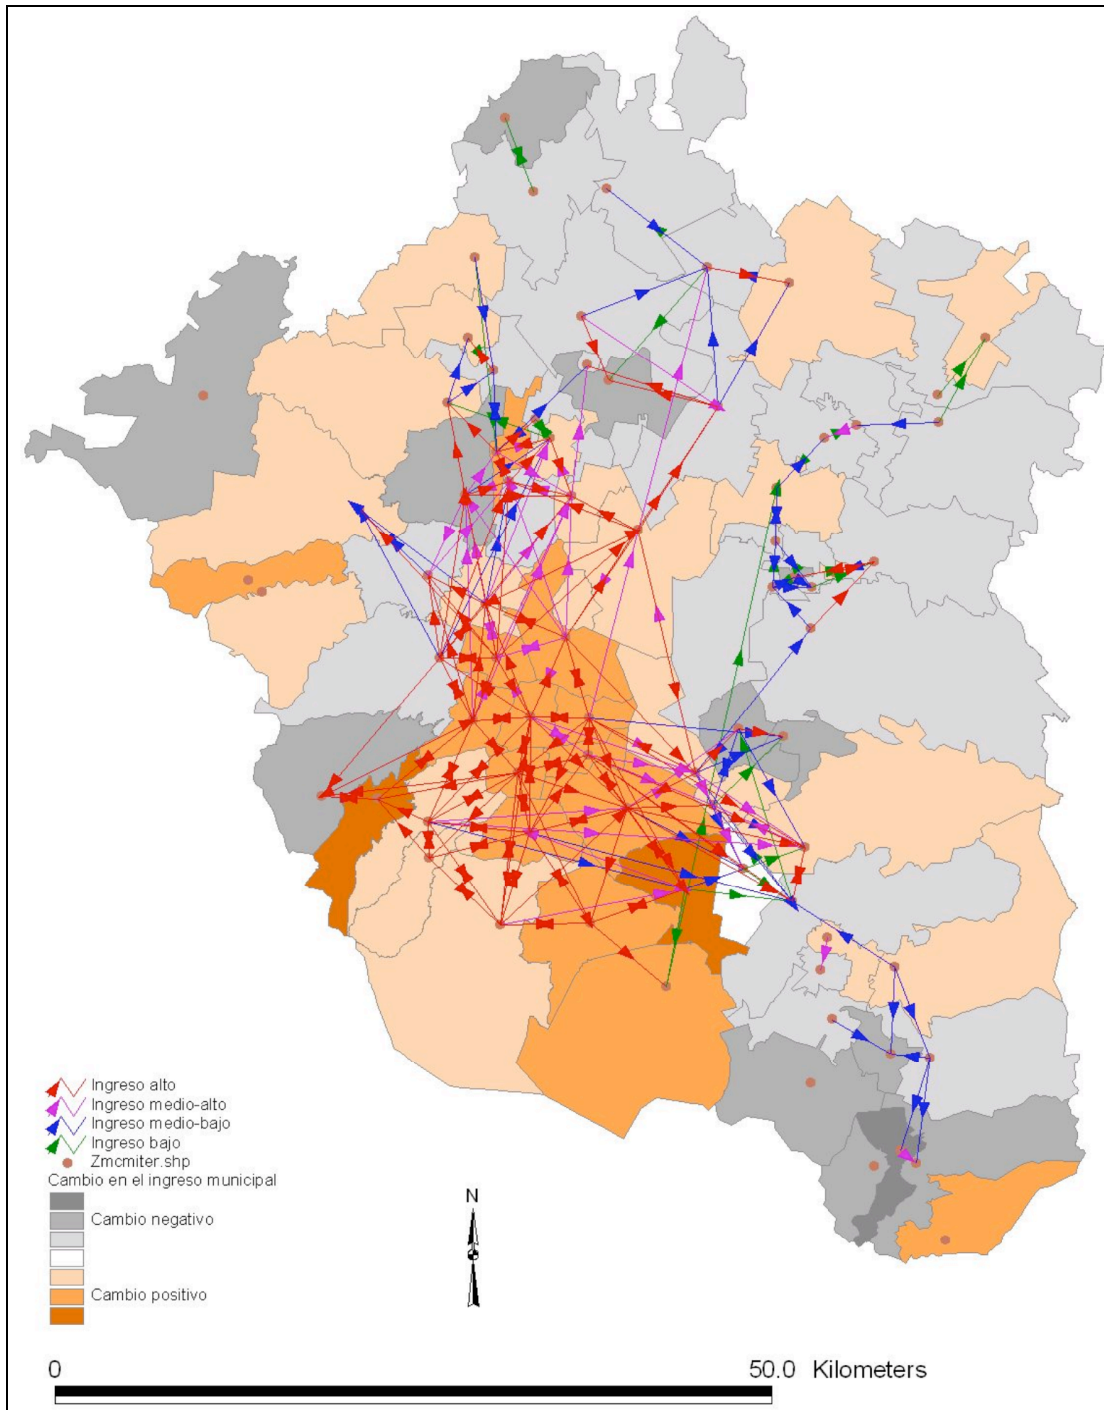 Ingreso alto
Ingreso medio-alto
Ingreso medio-bajo
Ingreso bajo
Zmcmiter.shp
Cambio en el ingreso municipal
Cambio negativo
Cambio positivo
N
0 50.0 Kilometers